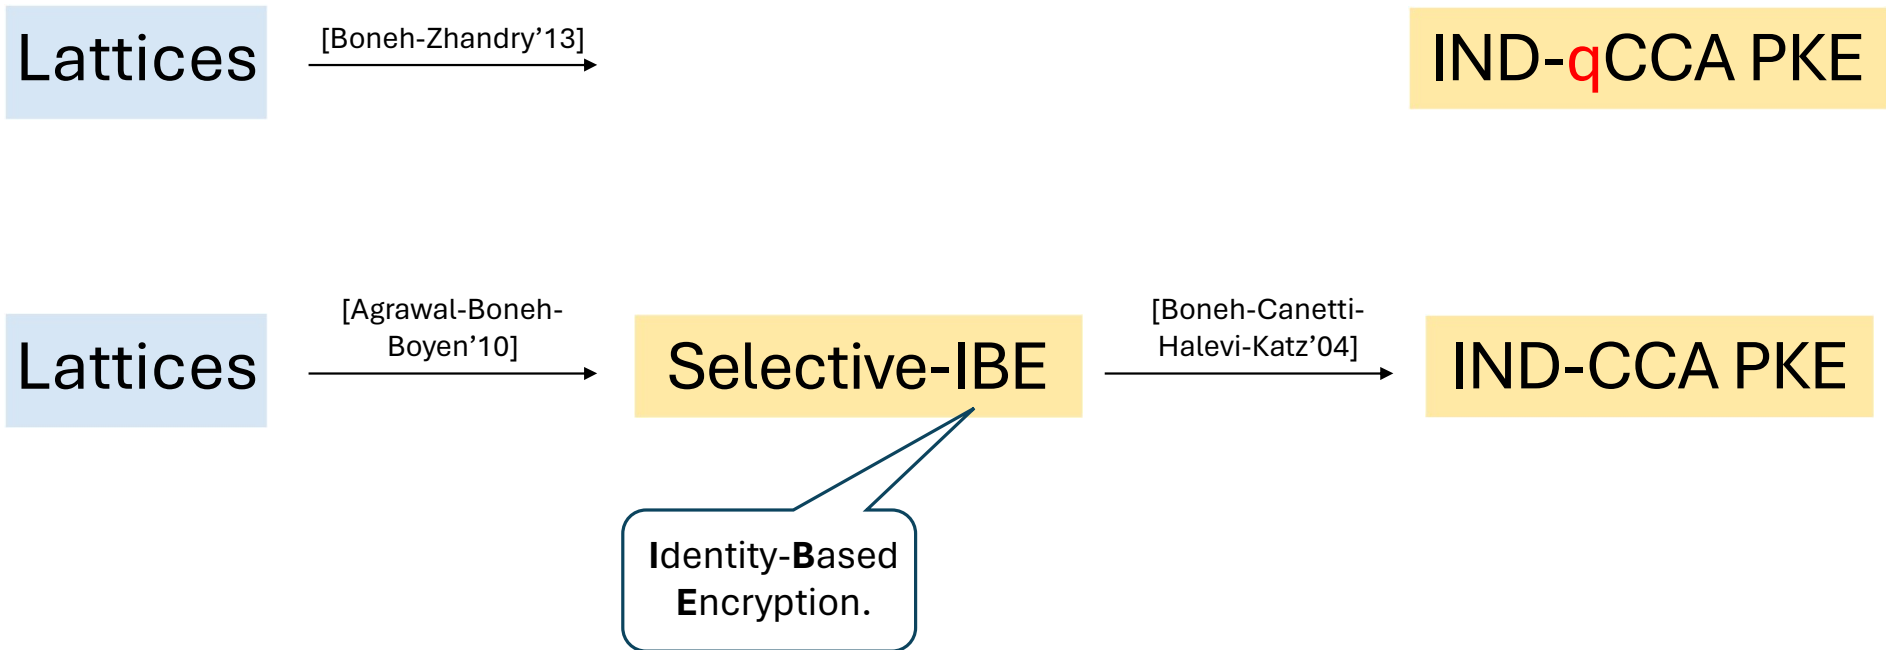 Lattices
[Boneh-Zhandry’13]
IND-qCCA PKE
Lattices
[Agrawal-Boneh-
Boyen’10]
Selective-IBE
[Boneh-Canetti-
Halevi-Katz’04]
IND-CCA PKE
Identity-Based
Encryption.